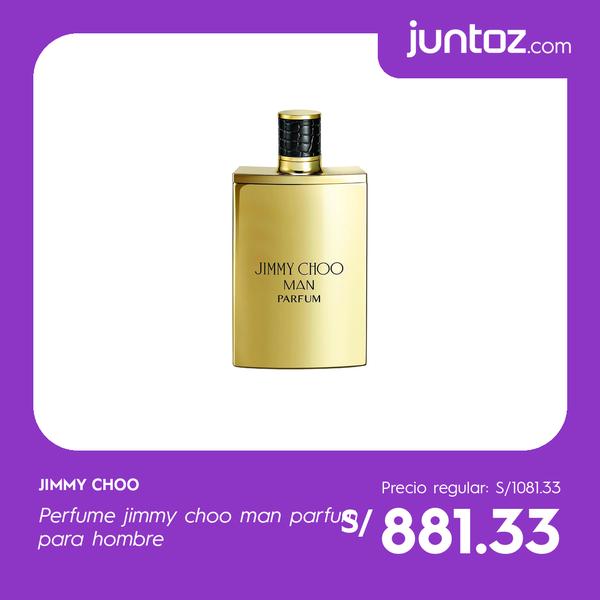 juntoz.com
JIMMY CHOO
MAN
PARFUM
JIMMY CHOO
Perfume jimmy choo man parfum
para hombre
Precio regular: S/1081.33
S/ 881.33